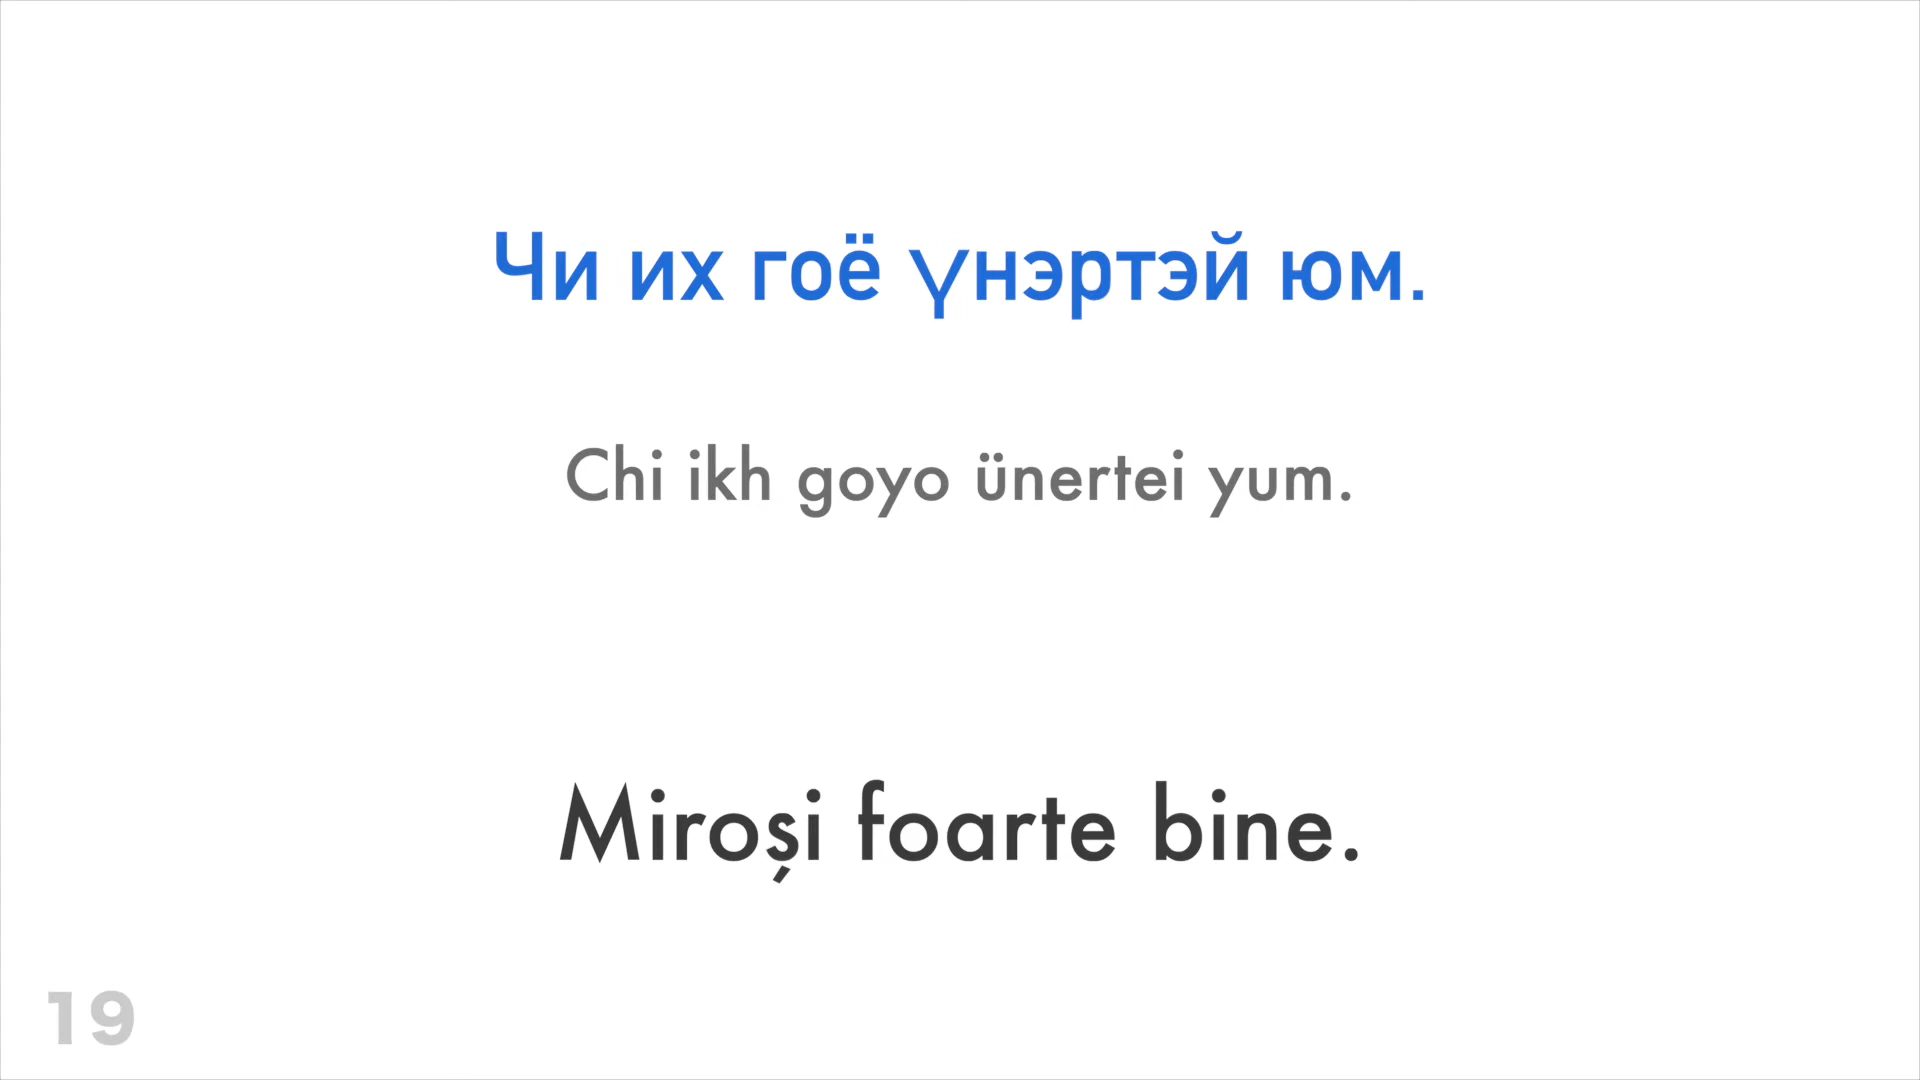 Чи их гоё үнэртэй юм.
Chi ikh goyo ünertei yum.
Miroși foarte bine.
19